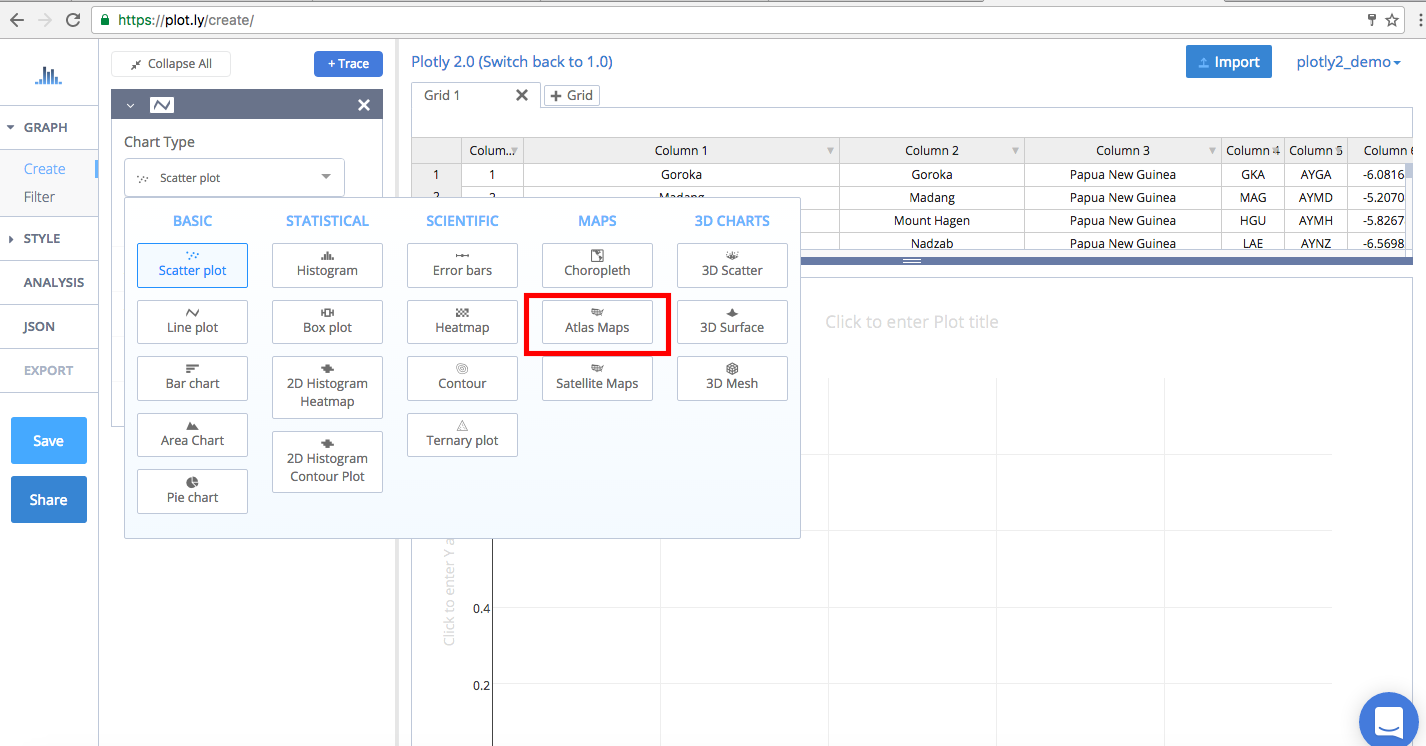 https://plot.ly/create/
Collapse All
+ Trace
Plotly 2.0 (Switch back to 1.0)
Import
plotly2_demo
GRAPH
Create
Filter
STYLE
ANALYSIS
JSON
EXPORT
Save
Share
Chart Type
Scatter plot
BASIC
Scatter plot
Line plot
Bar chart
Area Chart
Pie chart
STATISTICAL
Histogram
Box plot
2D Histogram
Heatmap
2D Histogram
Contour Plot
SCIENTIFIC
Error bars
Heatmap
Contour
Ternary plot
MAPS
Choropleth
Atlas Maps
Satellite Maps
3D CHARTS
3D Scatter
3D Surface
3D Mesh
Grid 1
+ Grid
Colum... Column 1 Column 2 Column 3 Column 4 Column 5 Column 6
1 1 Goroka Goroka Papua New Guinea GKA AYGA -6.0816
2 2 Madang Madang Papua New Guinea MAG AYMD -5.2070
Mount Hagen Papua New Guinea HGU AYMH -5.8267
Nadzab Papua New Guinea LAE AYNZ -6.5698
Click to enter Plot title
Click to enter Y a
0.4
0.2